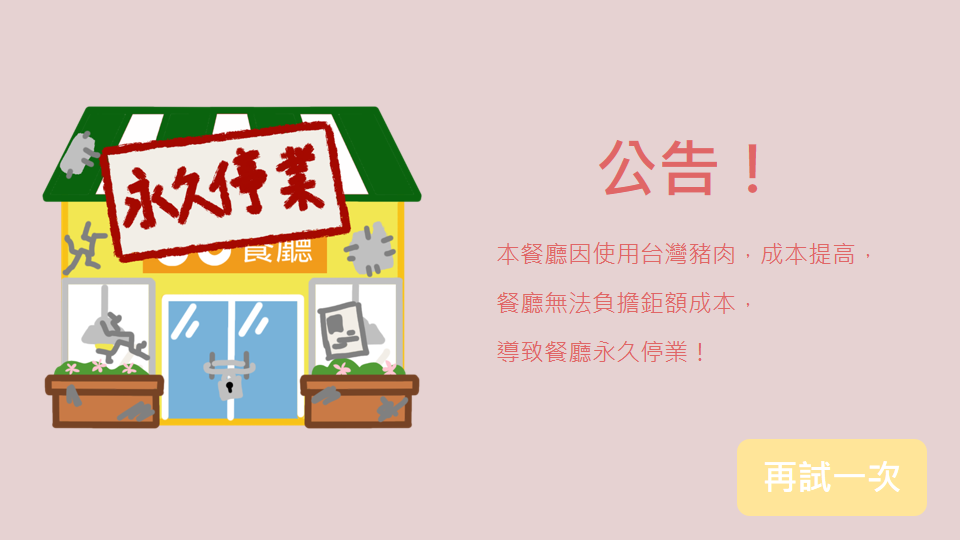 永久停業
餐廳
公告！
本餐廳因使用台灣豬肉，成本提高，
餐廳無法負擔鉅額成本，
導致餐廳永久停業！
再試一次